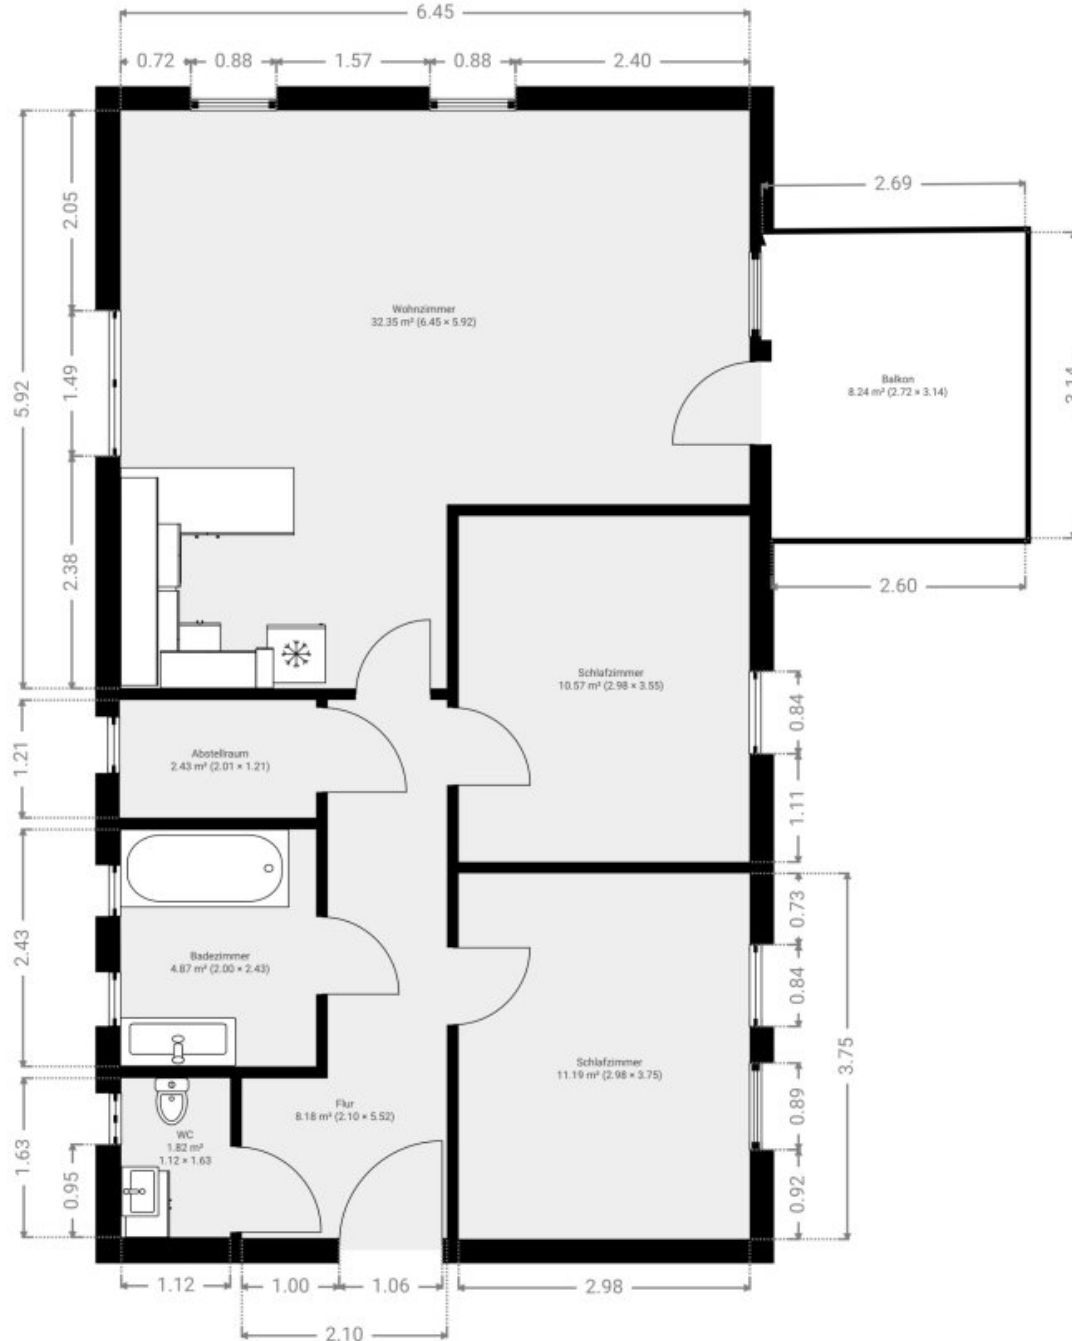 6.45
0.72 0.88 1.57 0.88 2.40
2.69
2.05
Wohnzimmer
32.35 m² (6.45 × 5.92)
5.92
1.49
Balkon
8.24 m² (2.72 × 3.14)
3.14
2.38
2.60
Schlafzimmer
10.57 m² (2.98 × 3.55)
0.84
1.21
Abstellraum
2.43 m² (2.01 × 1.21)
1.11
0.73
2.43
Badezimmer
4.87 m² (2.00 × 2.43)
0.84
3.75
Schlafzimmer
11.19 m² (2.98 × 3.75)
0.89
Flur
8.18 m² (2.10 × 5.52)
WC
1.82 m²
1.12 × 1.63
1.63
0.95
0.92
1.12 1.00 1.06 2.98
2.10